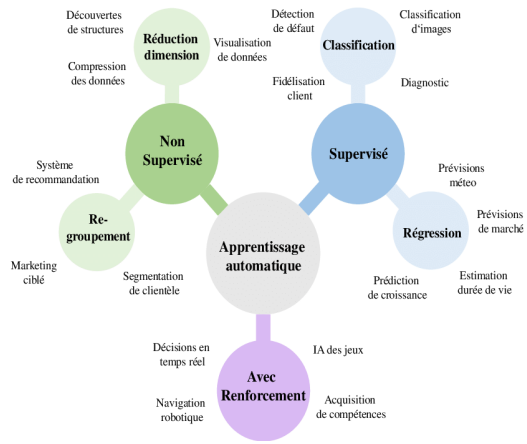 Découvertes
de structures
Réduction
dimension
Visualisation
de données
Compression
des données
Détection
de défaut
Classification
d'images
Classification
Fidélisation
client
Diagnostic
Non
Supervisé
Supervisé
Système
de recommandation
Re-
groupement
Marketing
ciblé
Segmentation
de clientèle
Apprentissage
automatique
Prévisions
météo
Prévisions
de marché
Régression
Prédiction
de croissance
Estimation
durée de vie
Décisions en
temps réel
IA des jeux
Avec
Renforcement
Navigation
robotique
Acquisition
de compétences